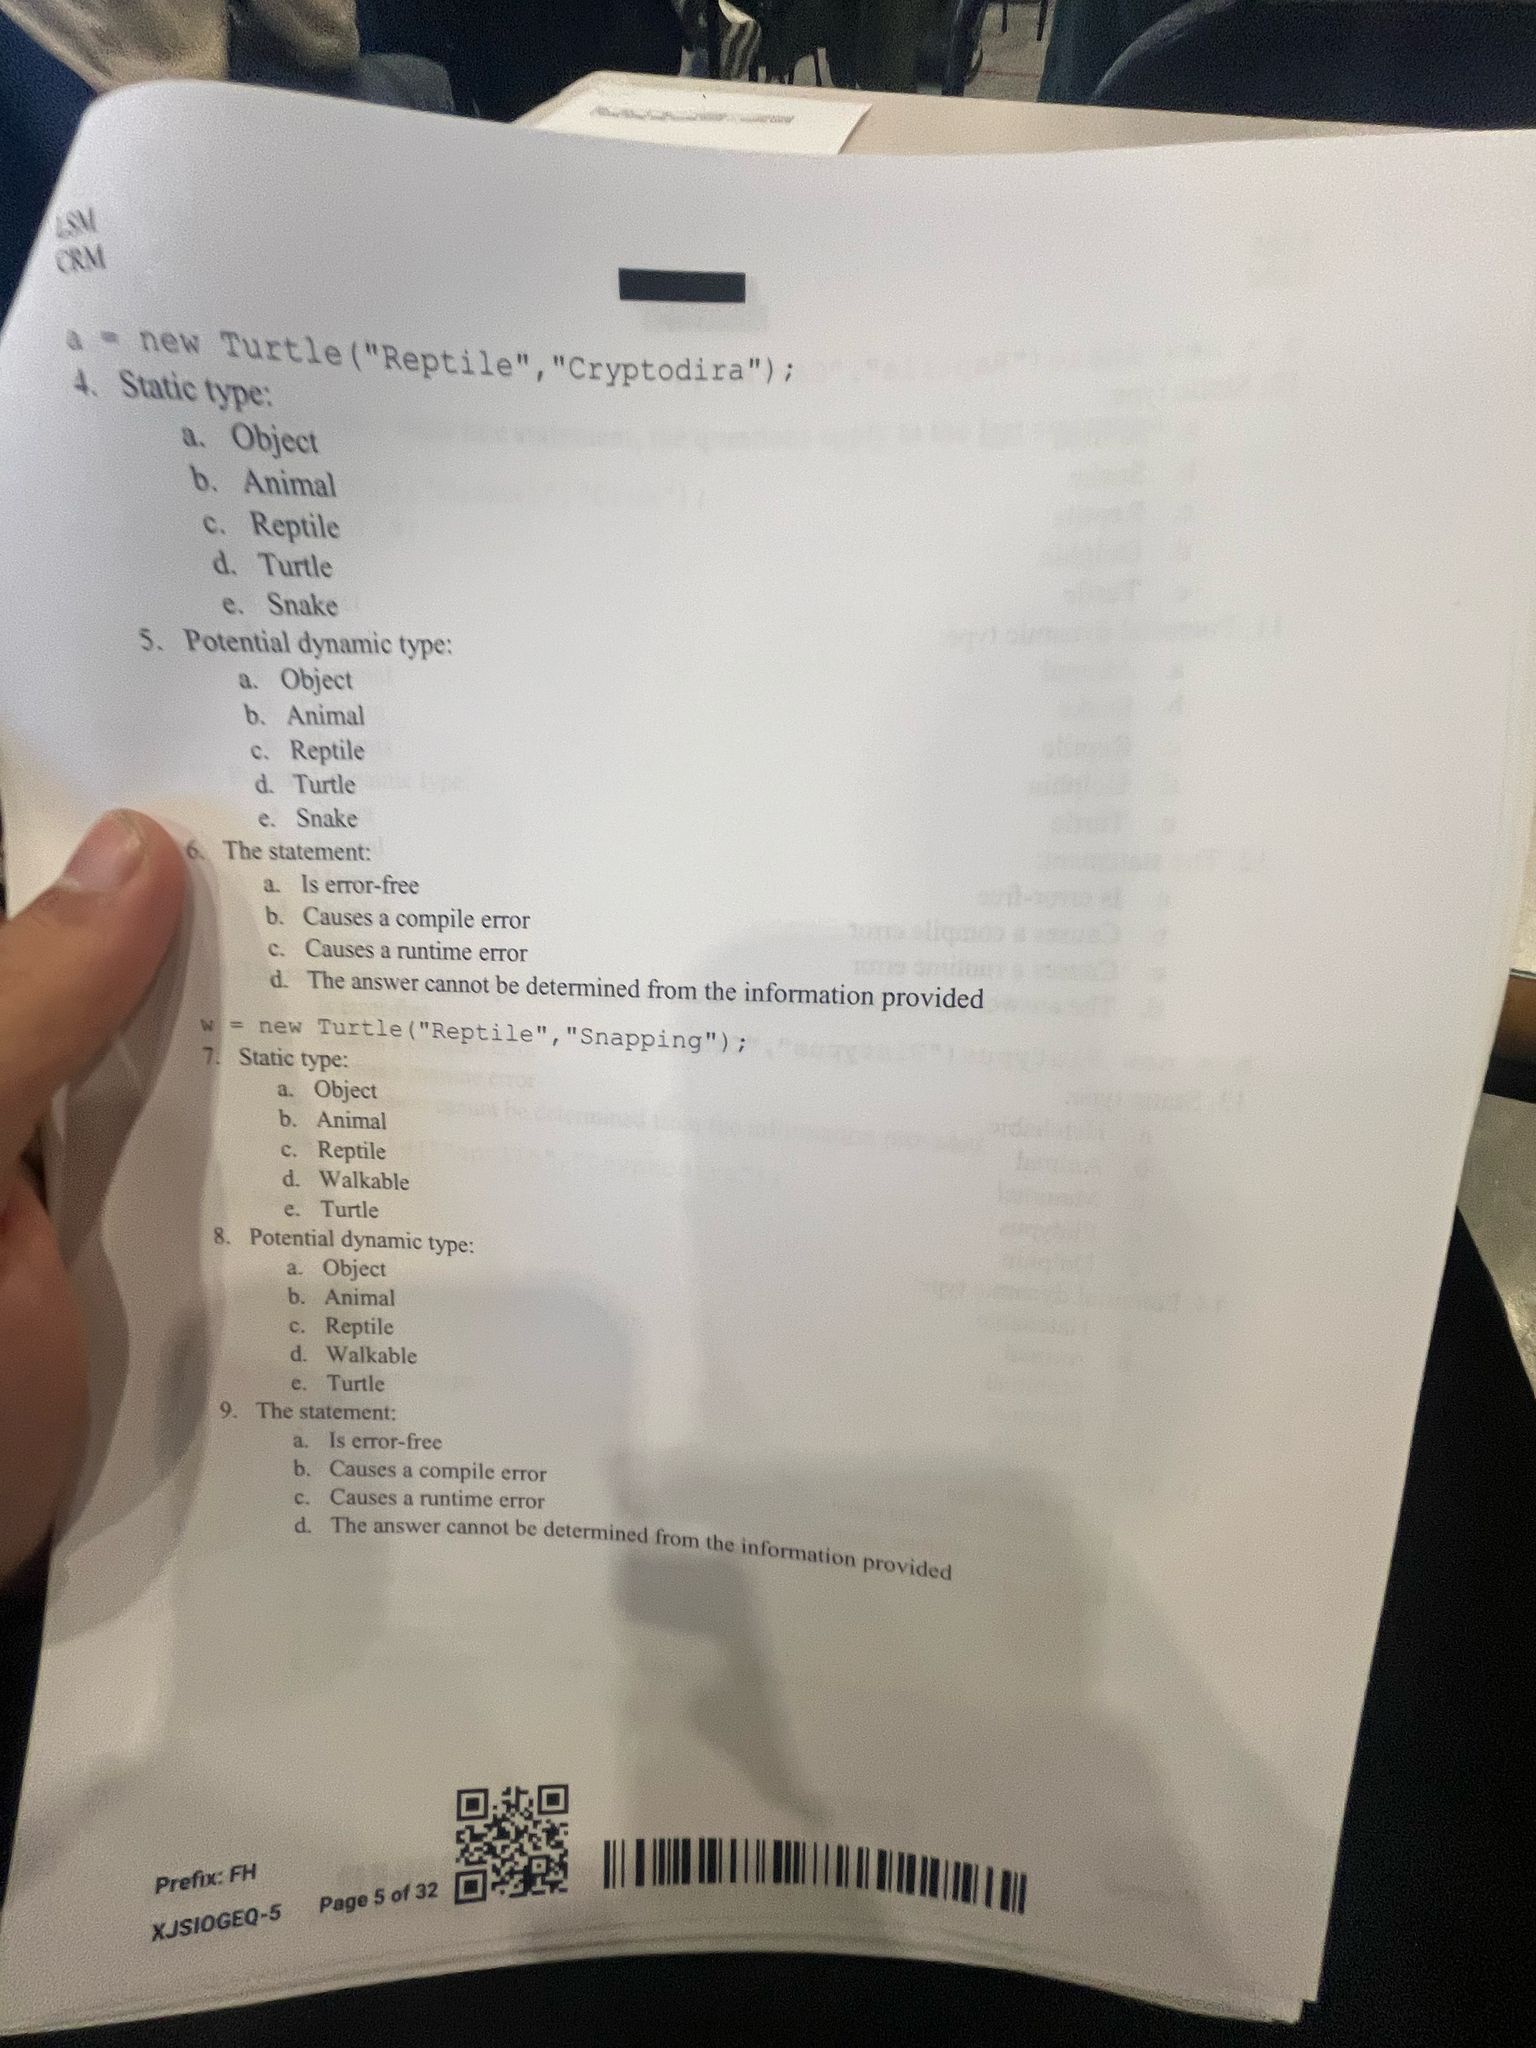 LSM
CRM
a = new Turtle("Reptile","Cryptodira");
4. Static type:
a. Object
b. Animal
c. Reptile
d. Turtle
e. Snake
5. Potential dynamic type:
a. Object
b. Animal
c. Reptile
d. Turtle
e. Snake
6. The statement:
a. Is error-free
b. Causes a compile error
c. Causes a runtime error
d. The answer cannot be determined from the information provided
w = new Turtle("Reptile","Snapping");
7. Static type:
a. Object
b. Animal
c. Reptile
d. Walkable
e. Turtle
8. Potential dynamic type:
a. Object
b. Animal
c. Reptile
d. Walkable
e. Turtle
9. The statement:
a. Is error-free
b. Causes a compile error
c. Causes a runtime error
d. The answer cannot be determined from the information provided
Prefix: FH
XJSIOGEQ-5 Page 5 of 32